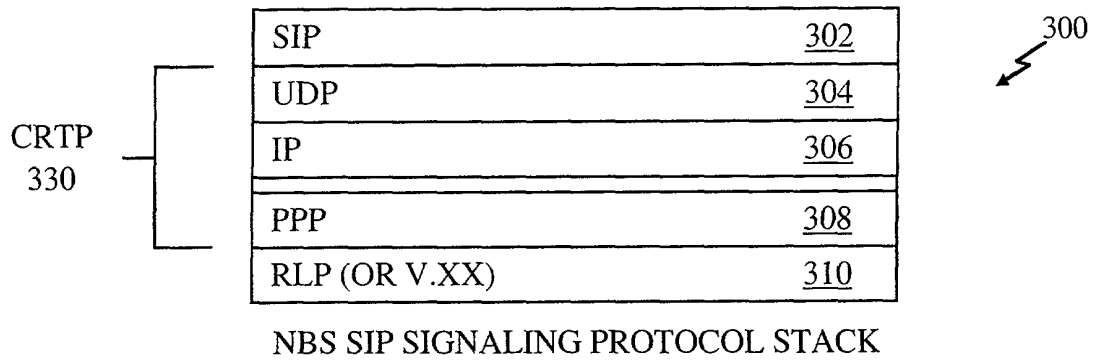 SIP 302
300
UDP 304
CRTP
330
IP 306
PPP 308
RLP (OR V.XX) 310
NBS SIP SIGNALING PROTOCOL STACK